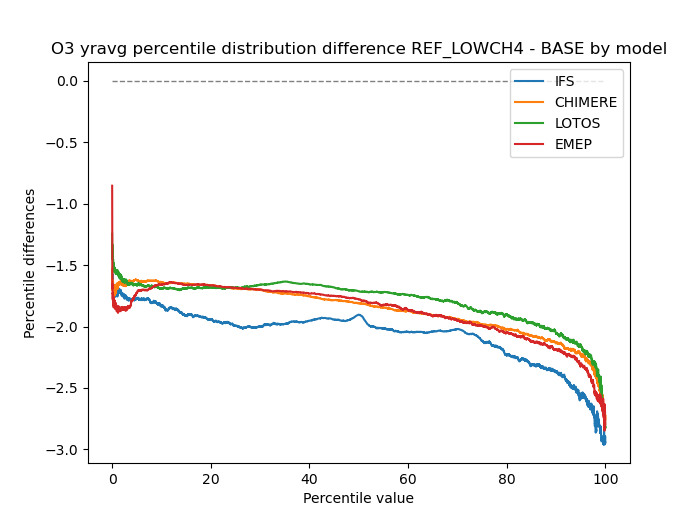 O3 yravg percentile distribution difference REF_LOWCH4 - BASE by model
IFS
CHIMERE
LOTOS
EMEP
0.0
−0.5
−1.0
−1.5
−2.0
−2.5
−3.0
Percentile differences
0 20 40 60 80 100
Percentile value